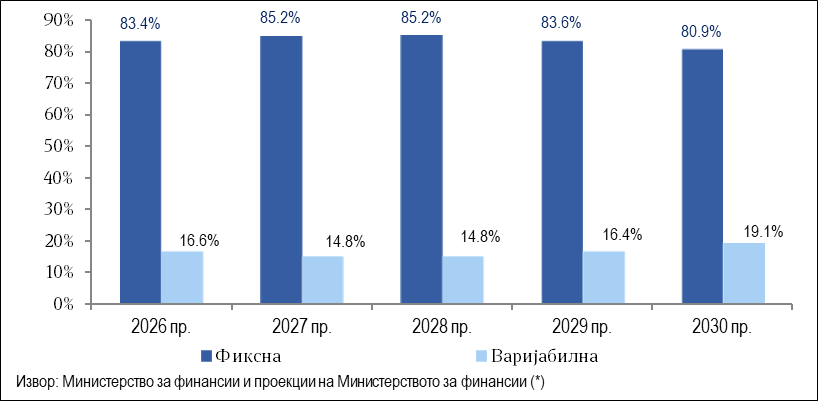 90%
80%
70%
60%
50%
40%
30%
20%
10%
0%
83.4%
85.2%
85.2%
83.6%
80.9%
16.6%
14.8%
14.8%
16.4%
19.1%
2026 пр.
2027 пр.
2028 пр.
2029 пр.
2030 пр.
Фиксна
Варијабилна
Извор: Министерство за финансии и проекции на Министерството за финансии (*)